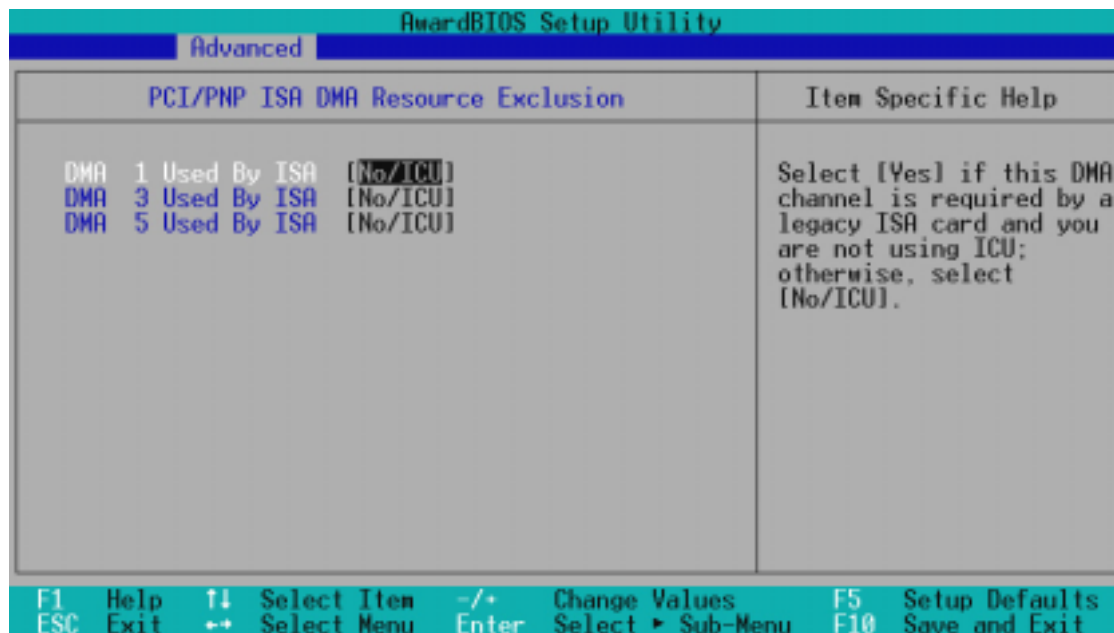 AwardBIOS Setup Utility
Advanced
PCI/PNP ISA DMA Resource Exclusion
DMA 1 Used By ISA [No/ICU]
DMA 3 Used By ISA [No/ICU]
DMA 5 Used By ISA [No/ICU]
Item Specific Help
Select [Yes] if this DMA
channel is required by a
legacy ISA card and you
are not using ICU;
otherwise, select
[No/ICU].
F1 Help ↑↓ Select Item -/+ Change Values F5 Setup Defaults
ESC Exit ←→ Select Menu Enter Select ► Sub-Menu F10 Save and Exit